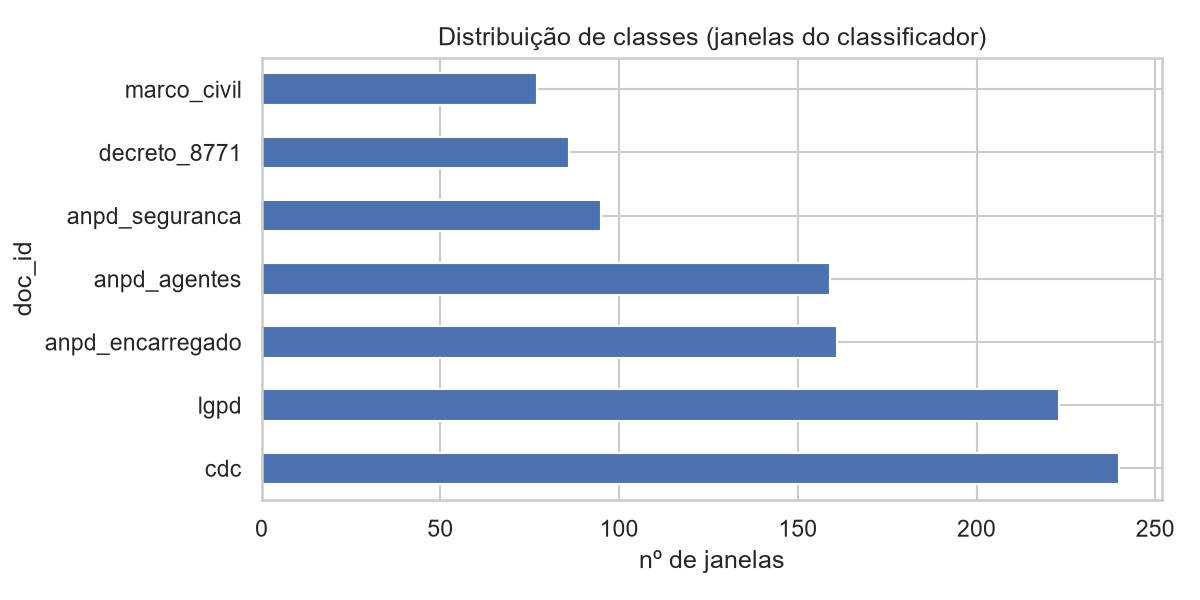 Distribuição de classes (janelas do classificador)
marco_civil
decreto_8771
anpd_seguranca
anpd_agentes
anpd_encarregado
lgpd
cdc
doc_id
0 50 100 150 200 250
nº de janelas